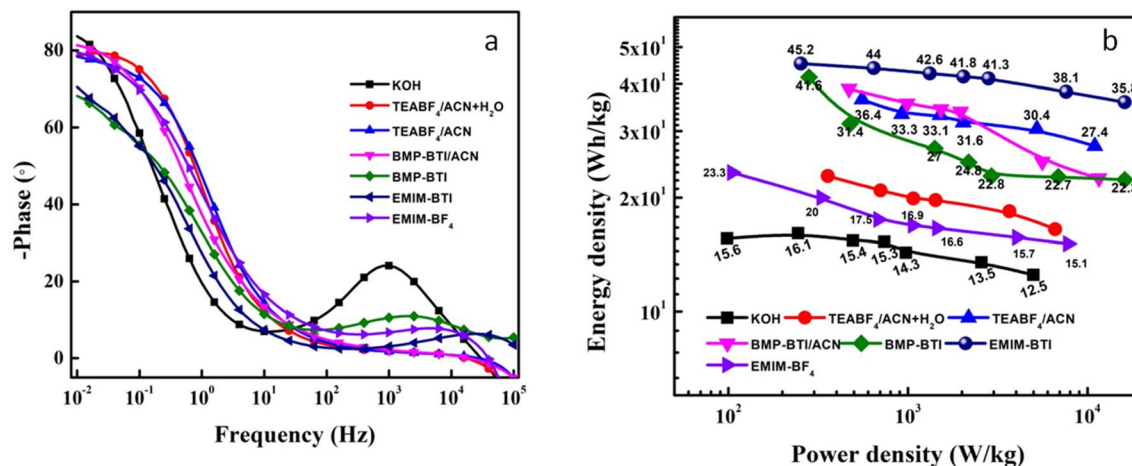 a
80
60
40
20
0
-Phase (○)
KOH
TEABF4/ACN+H2O
TEABF4/ACN
BMP-BTI/ACN
BMP-BTI
EMIM-BTI
EMIM-BF4
10-2 10-1 100 101 102 103 104 105
Frequency (Hz)
b
5x101
4x101
3x101
2x101
101
Energy density (Wh/kg)
45.2 44 42.6 41.8 41.3 38.1 35.8
41.6 36.4 33.3 33.1 31.6 30.4 27.4
31.4 27 24.8 22.8 22.7
23.3 20 17.5 16.9 16.6 15.7 15.1
15.6 16.1 15.4 15.3 14.3 13.5 12.5
KOH TEABF4/ACN+H2O TEABF4/ACN
BMP-BTI/ACN BMP-BTI EMIM-BTI
EMIM-BF4
102 103 104
Power density (W/kg)